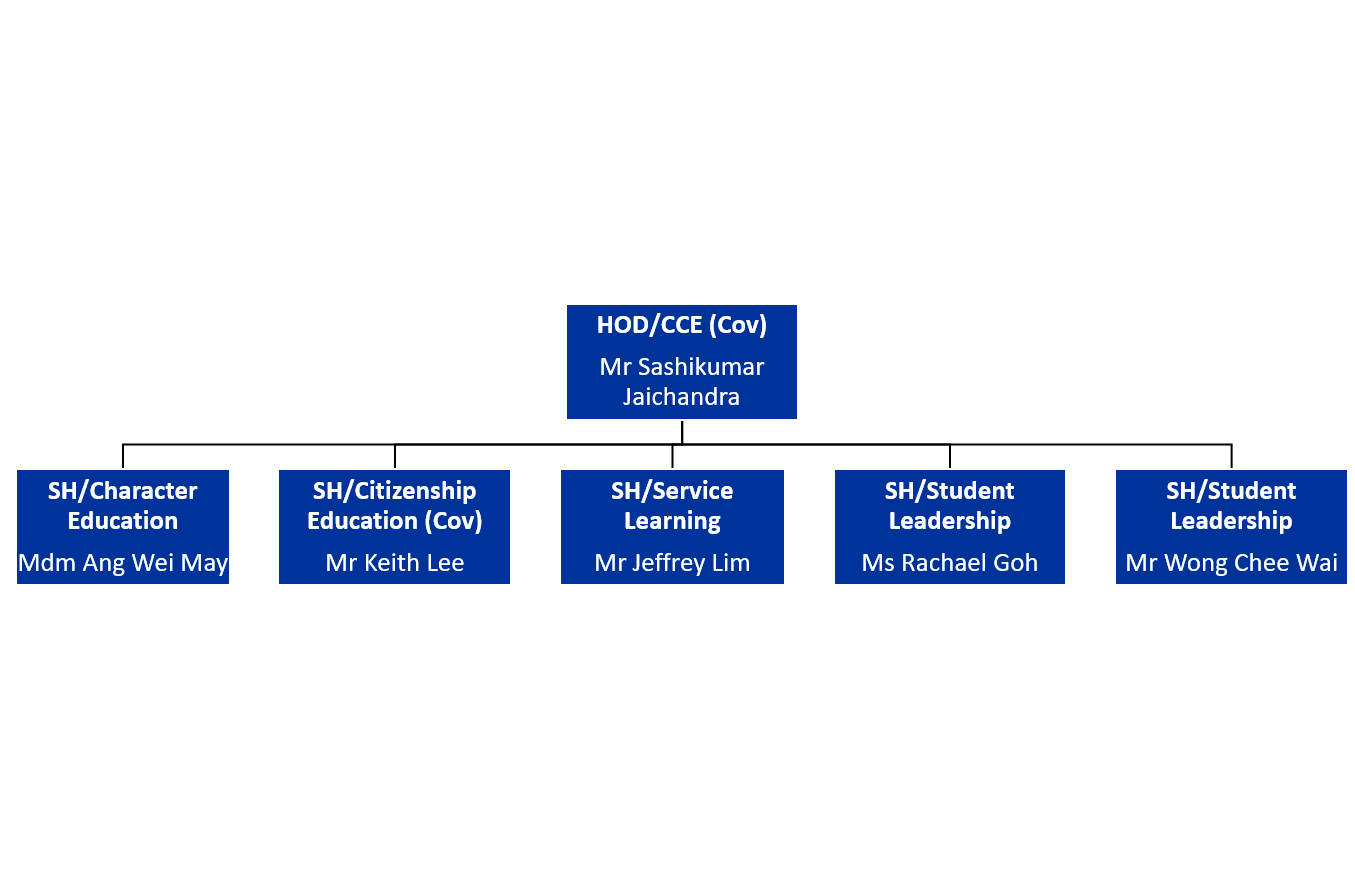 HOD/CCE (Cov)
Mr Sashikumar
Jaichandra
SH/Character
Education
Mdm Ang Wei May
SH/Citizenship
Education (Cov)
Mr Keith Lee
SH/Service
Learning
Mr Jeffrey Lim
SH/Student
Leadership
Ms Rachael Goh
SH/Student
Leadership
Mr Wong Chee Wai